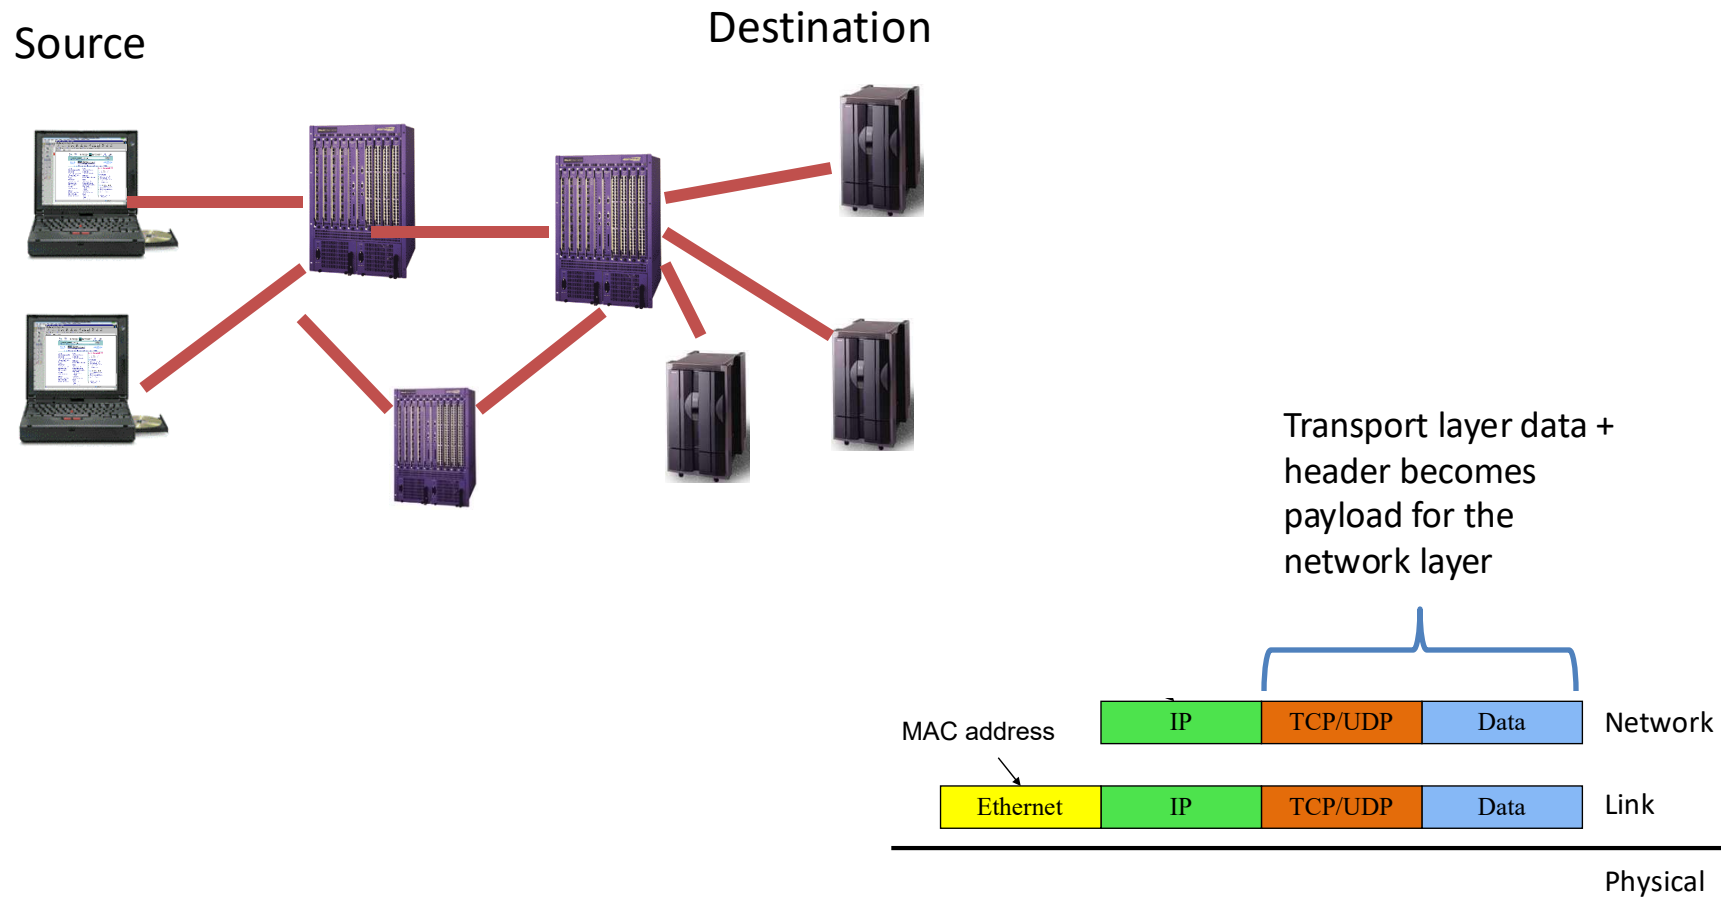 Source
Destination
Transport layer data +
header becomes
payload for the
network layer
MAC address
IP
TCP/UDP
Data
Network
Ethernet
IP
TCP/UDP
Data
Link
Physical